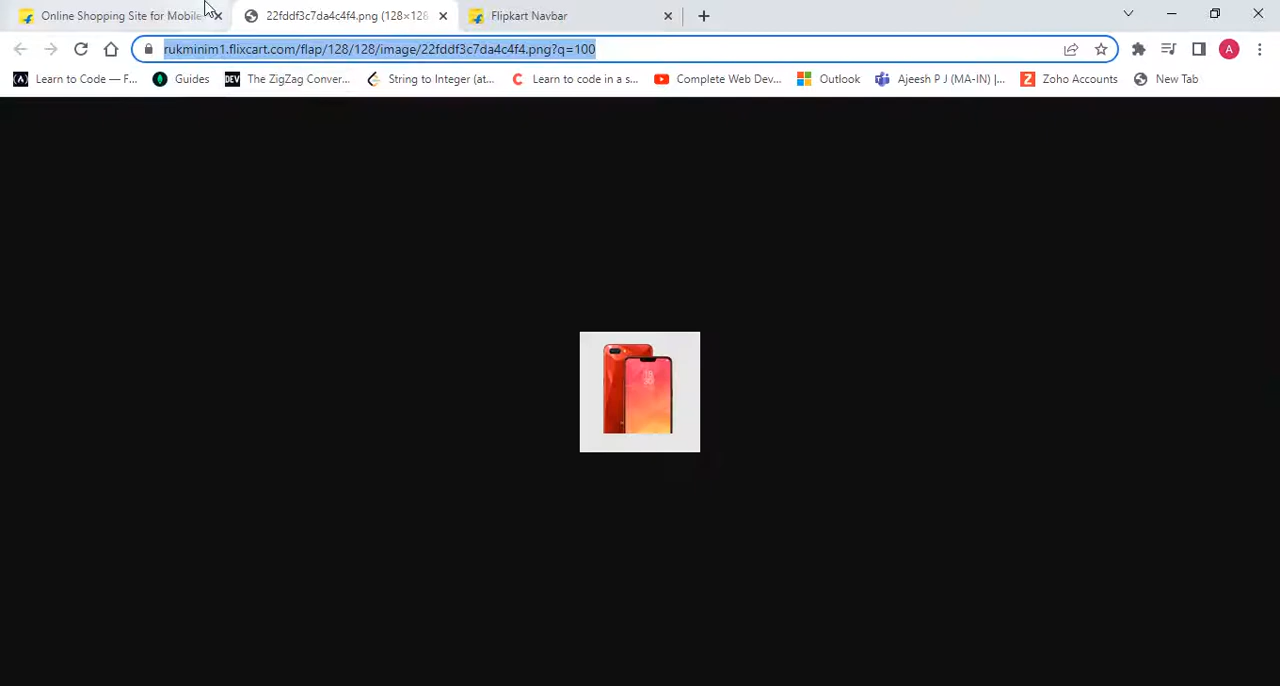 Online Shopping Site for Mobile 22fddf3c7da4c4f4.png (128×128 Flipkart Navbar
rukminim1.flixcart.com/flap/128/128/image/22fddf3c7da4c4f4.png?q=100 A
Learn to Code — F... Guides DEV The ZigZag Conver... String to Integer (at... Learn to code in a s... Complete Web Dev... Outlook Ajeesh P J (MA-IN) |... Zoho Accounts New Tab